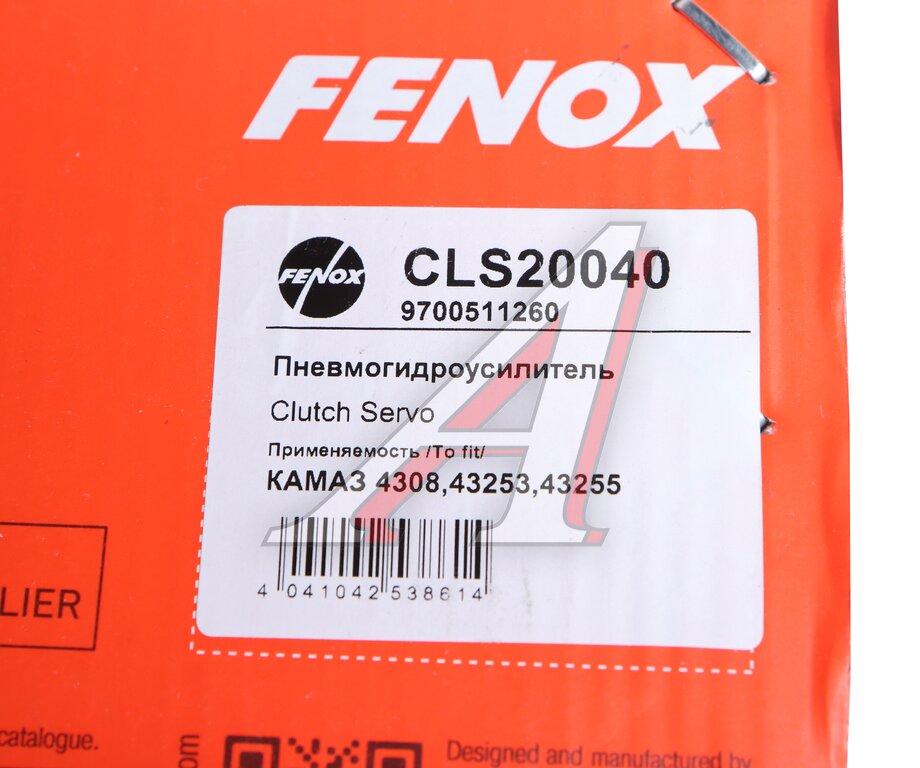 FENOX
FENOX
CLS20040
9700511260
Пневмогидроусилитель
Clutch Servo
Применяемость /To fit/
КАМАЗ 4308,43253,43255
4 041042 538614
LIER
catalogue.
om
Designed and manufactured by